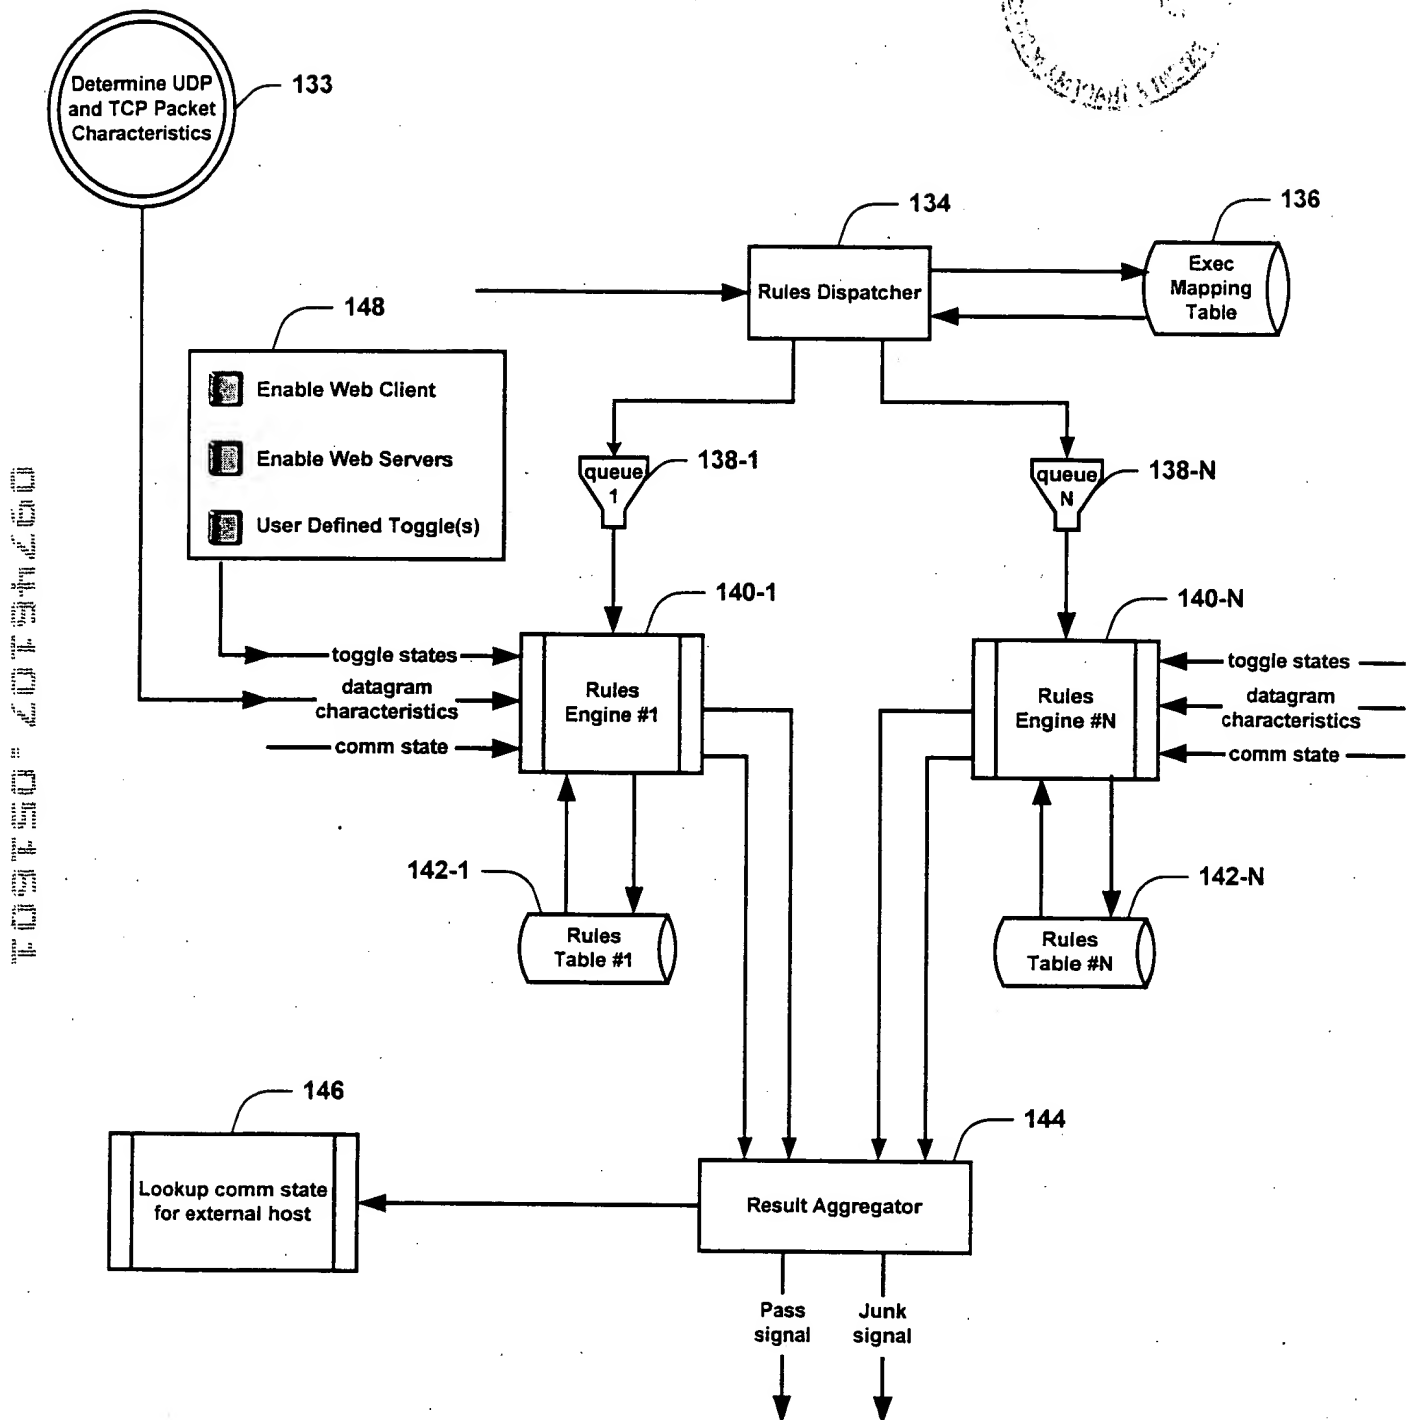 Determine UDP
and TCP Packet
Characteristics
133
134
136
Rules Dispatcher
Exec
Mapping
Table
148
Enable Web Client
Enable Web Servers
User Defined Toggle(s)
queue
1
138-1
queue
N
138-N
140-1
140-N
toggle states
datagram
characteristics
comm state
Rules
Engine #1
Rules
Engine #N
toggle states
datagram
characteristics
comm state
142-1
142-N
Rules
Table #1
Rules
Table #N
146
144
Lookup comm state
for external host
Result Aggregator
Pass
signal
Junk
signal
09745107.051501